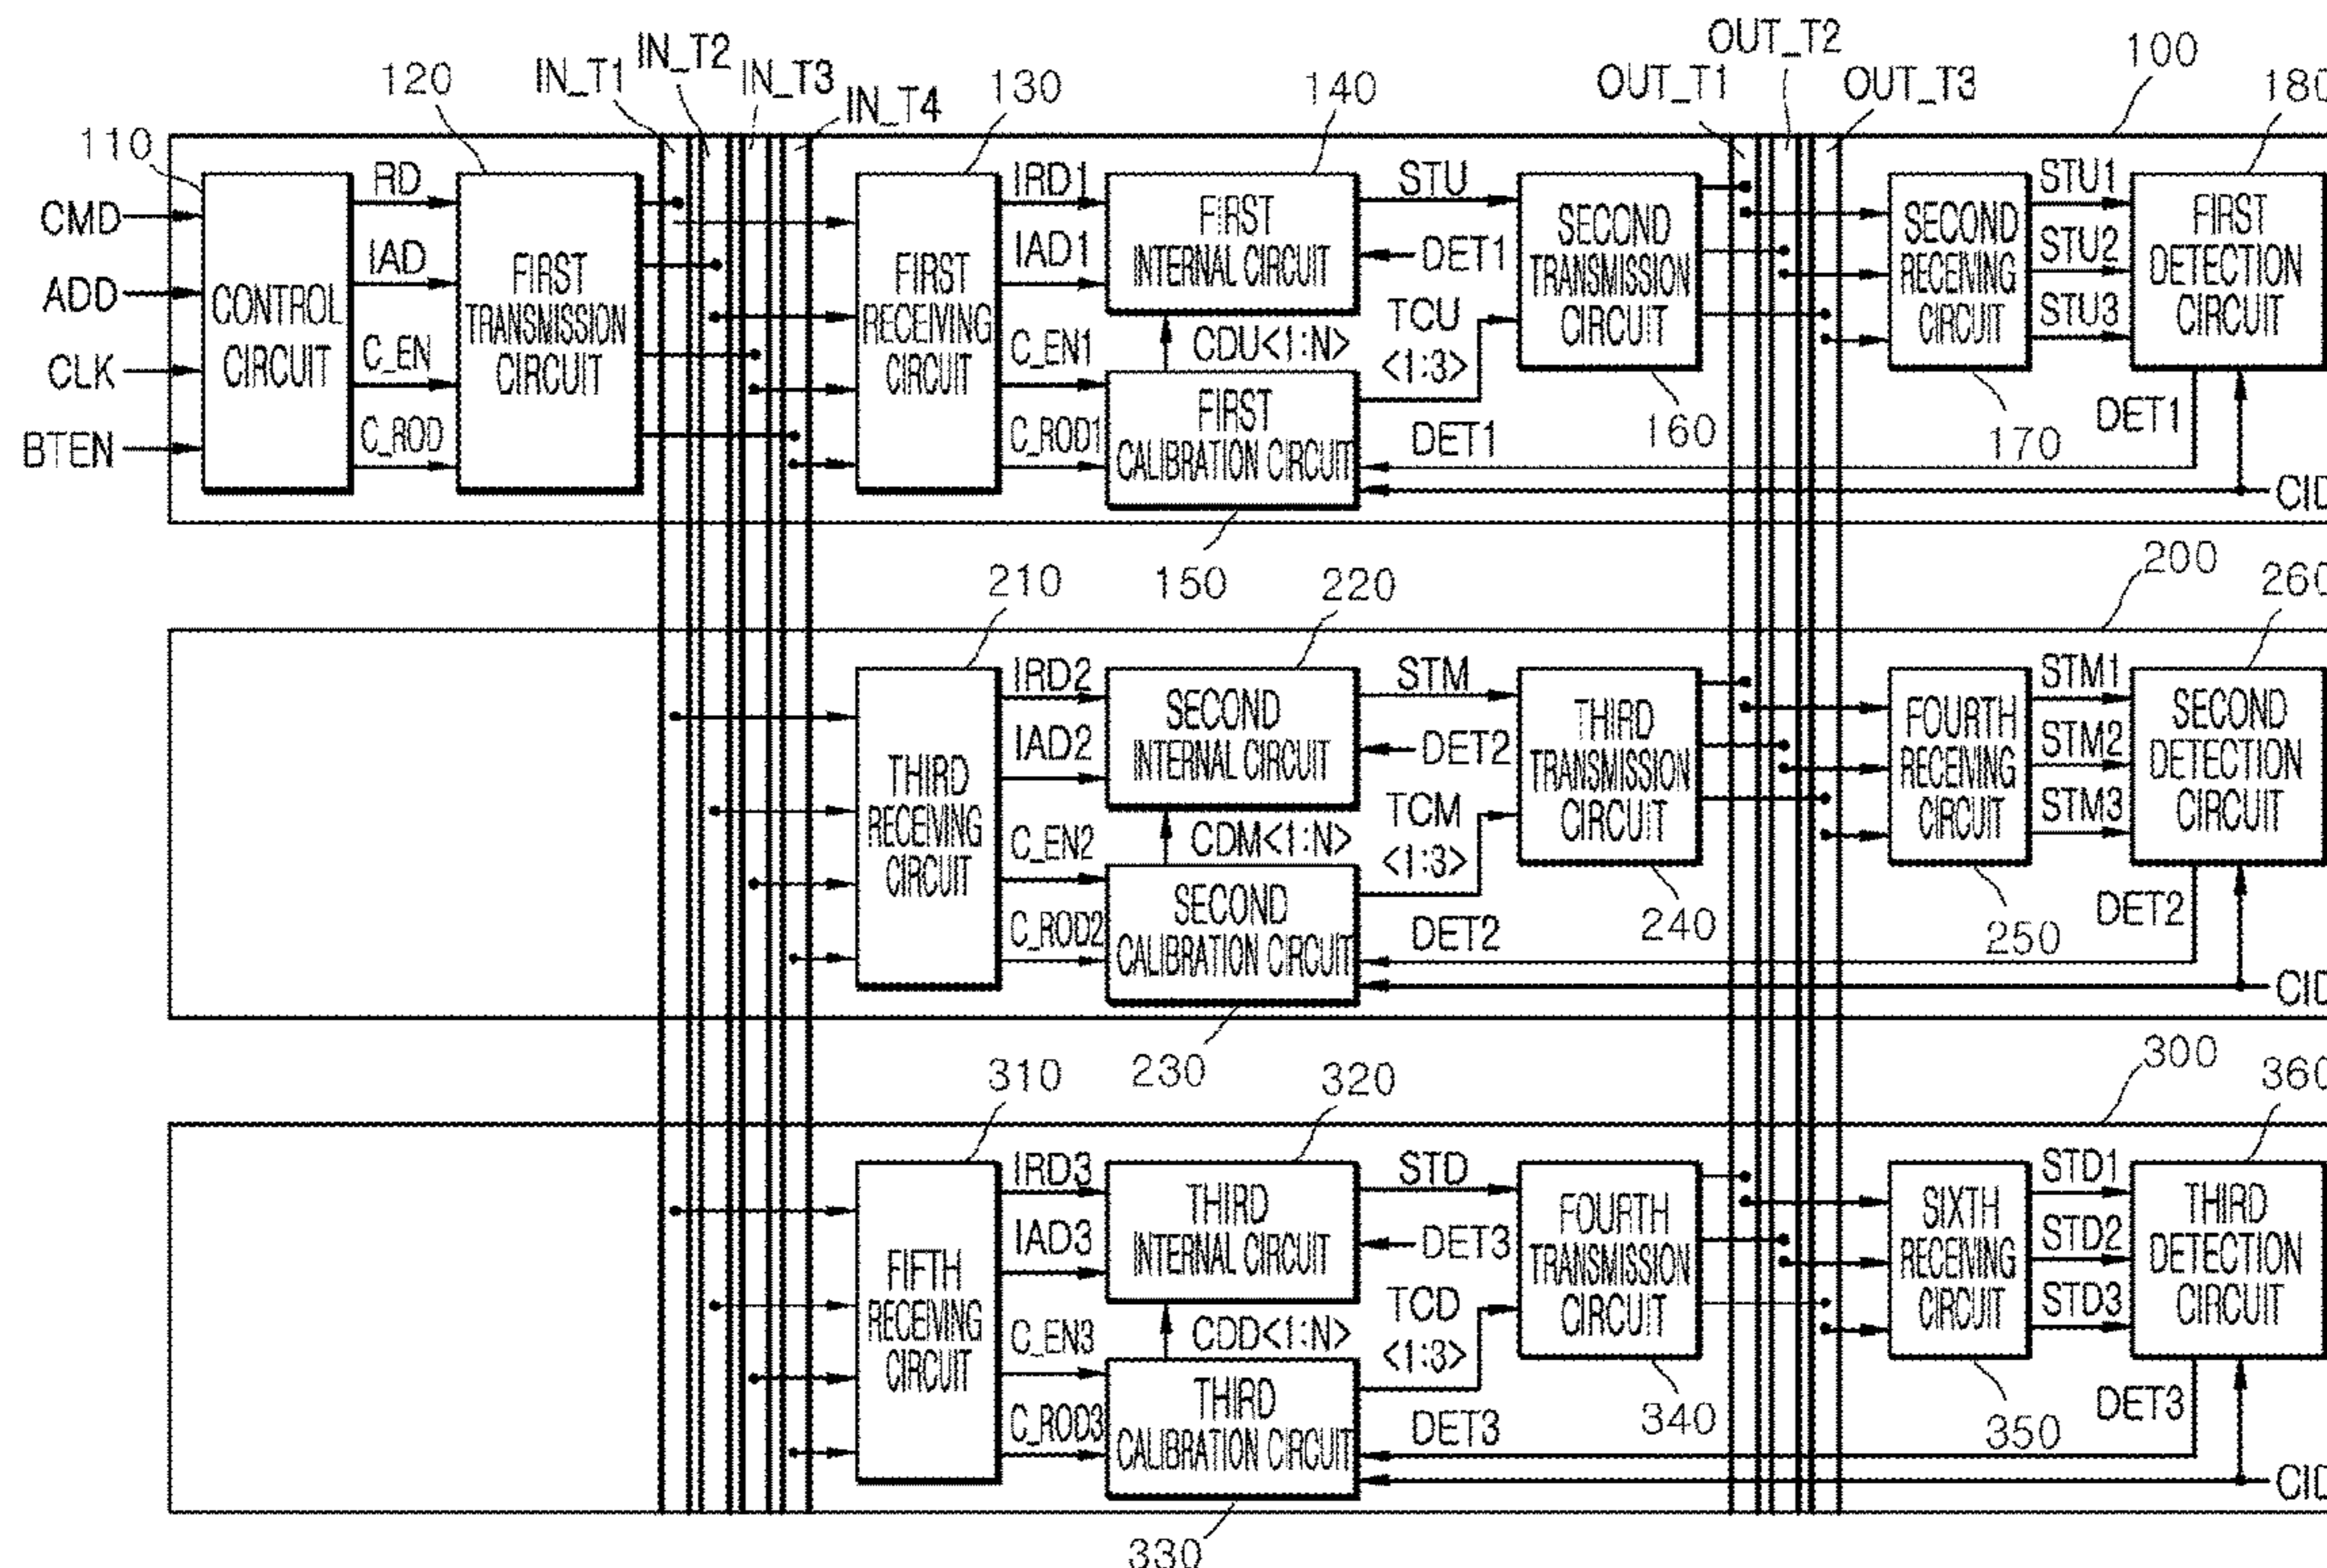 OUT_T2
IN_T2
120
IN_T1
IN_T3
130
140
OUT_T1
OUT_T3
100
180
IN_T4
110
CMD
ADD
CLK
BTEN
CONTROL
CIRCUIT
RD
IAD
C_EN
C_ROD
FIRST
TRANSMISSION
CIRCUIT
FIRST
RECEIVING
CIRCUIT
IRD1
IAD1
C_EN1
C_ROD1
FIRST
INTERNAL CIRCUIT
CDU<1:N>
FIRST
CALIBRATION CIRCUIT
STU
DET1
TCU
<1:3>
DET1
SECOND
TRANSMISSION
CIRCUIT
160
SECOND
RECEIVING
CIRCUIT
170
STU1
STU2
STU3
FIRST
DETECTION
CIRCUIT
DET1
CID
150
210
220
200
260
THIRD
RECEIVING
CIRCUIT
IRD2
IAD2
C_EN2
C_ROD2
SECOND
INTERNAL CIRCUIT
CDM<1:N>
SECOND
CALIBRATION CIRCUIT
STM
DET2
TCM
<1:3>
DET2
THIRD
TRANSMISSION
CIRCUIT
240
FOURTH
RECEIVING
CIRCUIT
250
STM1
STM2
STM3
SECOND
DETECTION
CIRCUIT
DET2
CID
230
310
320
300
360
FIFTH
RECEIVING
CIRCUIT
IRD3
IAD3
C_EN3
C_ROD3
THIRD
INTERNAL CIRCUIT
CDD<1:N>
THIRD
CALIBRATION CIRCUIT
STD
DET3
TCD
<1:3>
DET3
FOURTH
TRANSMISSION
CIRCUIT
340
SIXTH
RECEIVING
CIRCUIT
350
STD1
STD2
STD3
THIRD
DETECTION
CIRCUIT
DET3
CID
330